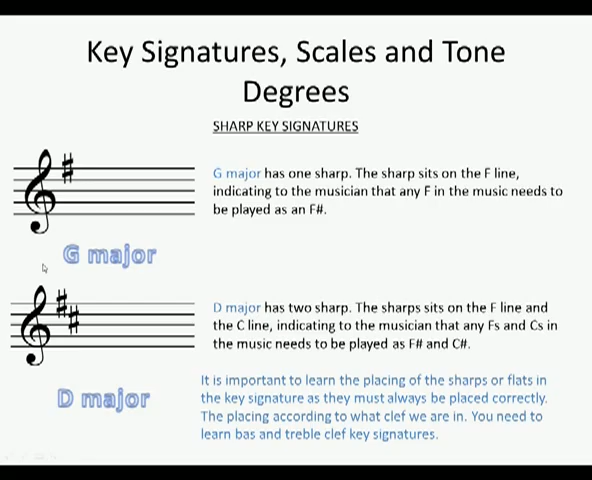 Key Signatures, Scales and Tone
Degrees
SHARP KEY SIGNATURES
G major has one sharp. The sharp sits on the F line,
indicating to the musician that any F in the music needs to
be played as an F#.
G major
D major has two sharp. The sharps sits on the F line and
the C line, indicating to the musician that any Fs and Cs in
the music needs to be played as F# and C#.
D major
It is important to learn the placing of the sharps or flats in
the key signature as they must always be placed correctly.
The placing according to what clef we are in. You need to
learn bas and treble clef key signatures.